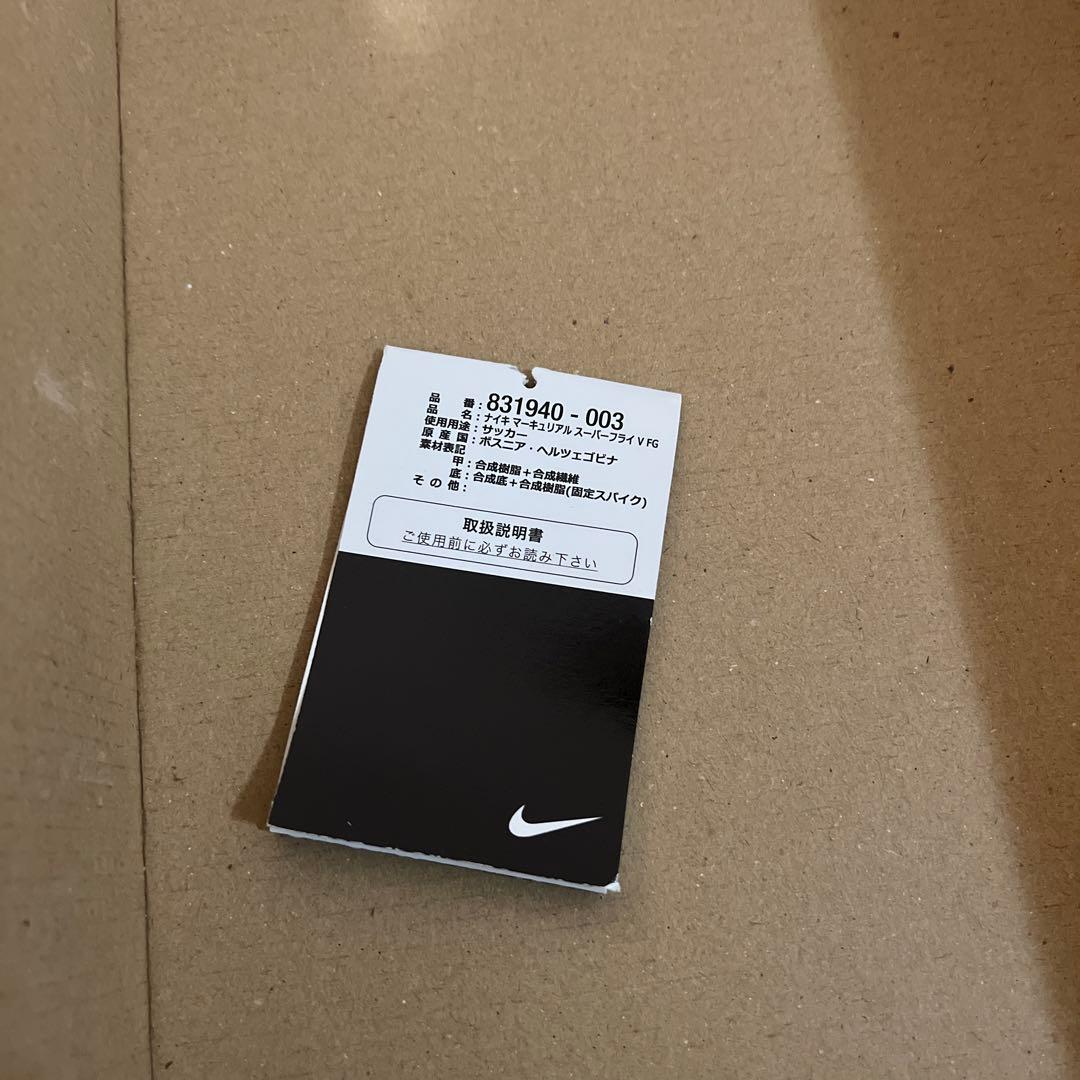 品番：831940 - 003
品名：ナイキ マーキュリアル スーパーフライ V FG
使用用途：サッカー
原産国：ボスニア・ヘルツェゴビナ
素材表記
甲：合成樹脂＋合成繊維
底：合成底＋合成樹脂(固定スパイク)
その他：
取扱説明書
ご使用前に必ずお読み下さい